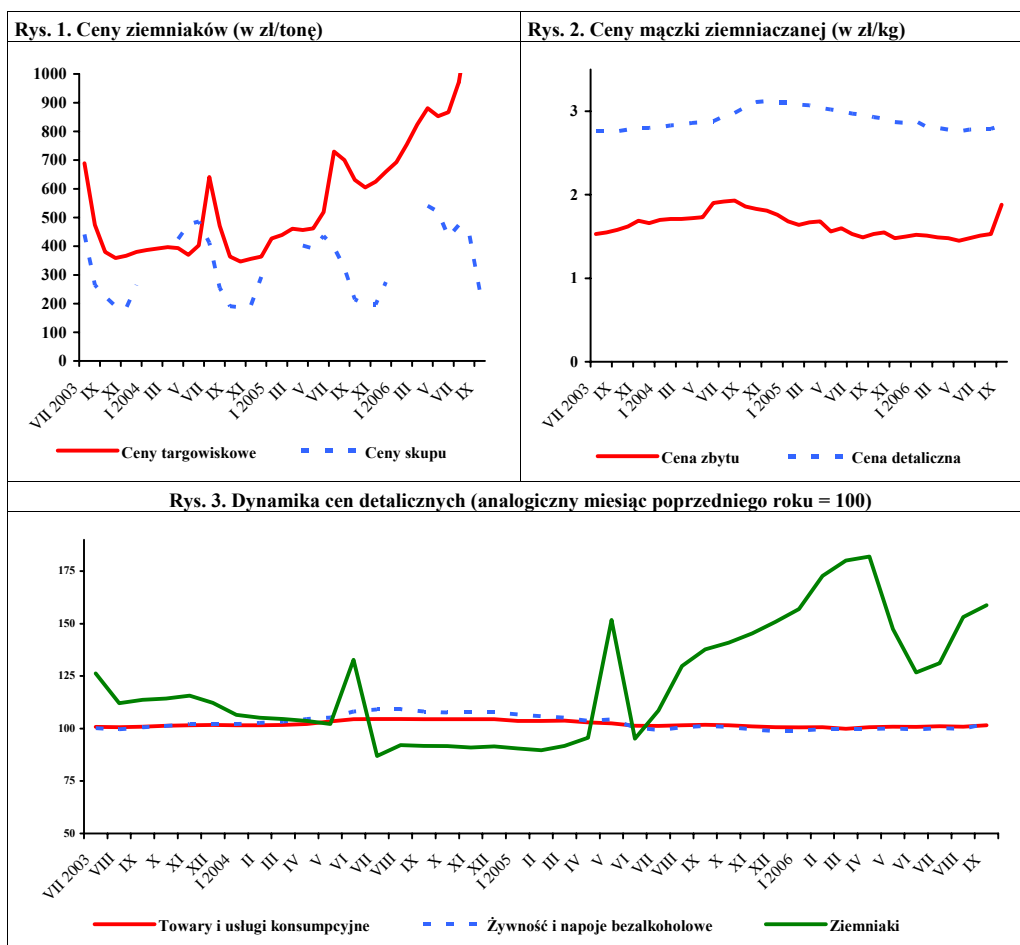 Rys. 1. Ceny ziemniaków (w zł/tonę)
1000
900
800
700
600
500
400
300
200
100
0
VII 2003 IX XI I 2004 III V VII IX XI I 2005 III V VII IX XI I 2006 III V VII IX
Ceny targowiskowe Ceny skupu
Rys. 2. Ceny mączki ziemniaczanej (w zł/kg)
3
2
1
0
VII 2003 IX XI I 2004 III V VII IX XI I 2005 III V VII IX XI I 2006 III V VII IX
Cena zbytu Cena detaliczna
Rys. 3. Dynamika cen detalicznych (analogiczny miesiąc poprzedniego roku = 100)
175
150
125
100
75
50
VII 2003 VIII IX X XI XII I 2004 II III IV V VI VII VIII IX X XI XII I 2005 II III IV V VI VII VIII IX X XI XII I 2006 II III IV V VI VII VIII IX
Towary i usługi konsumpcyjne Żywność i napoje bezalkoholowe Ziemniaki